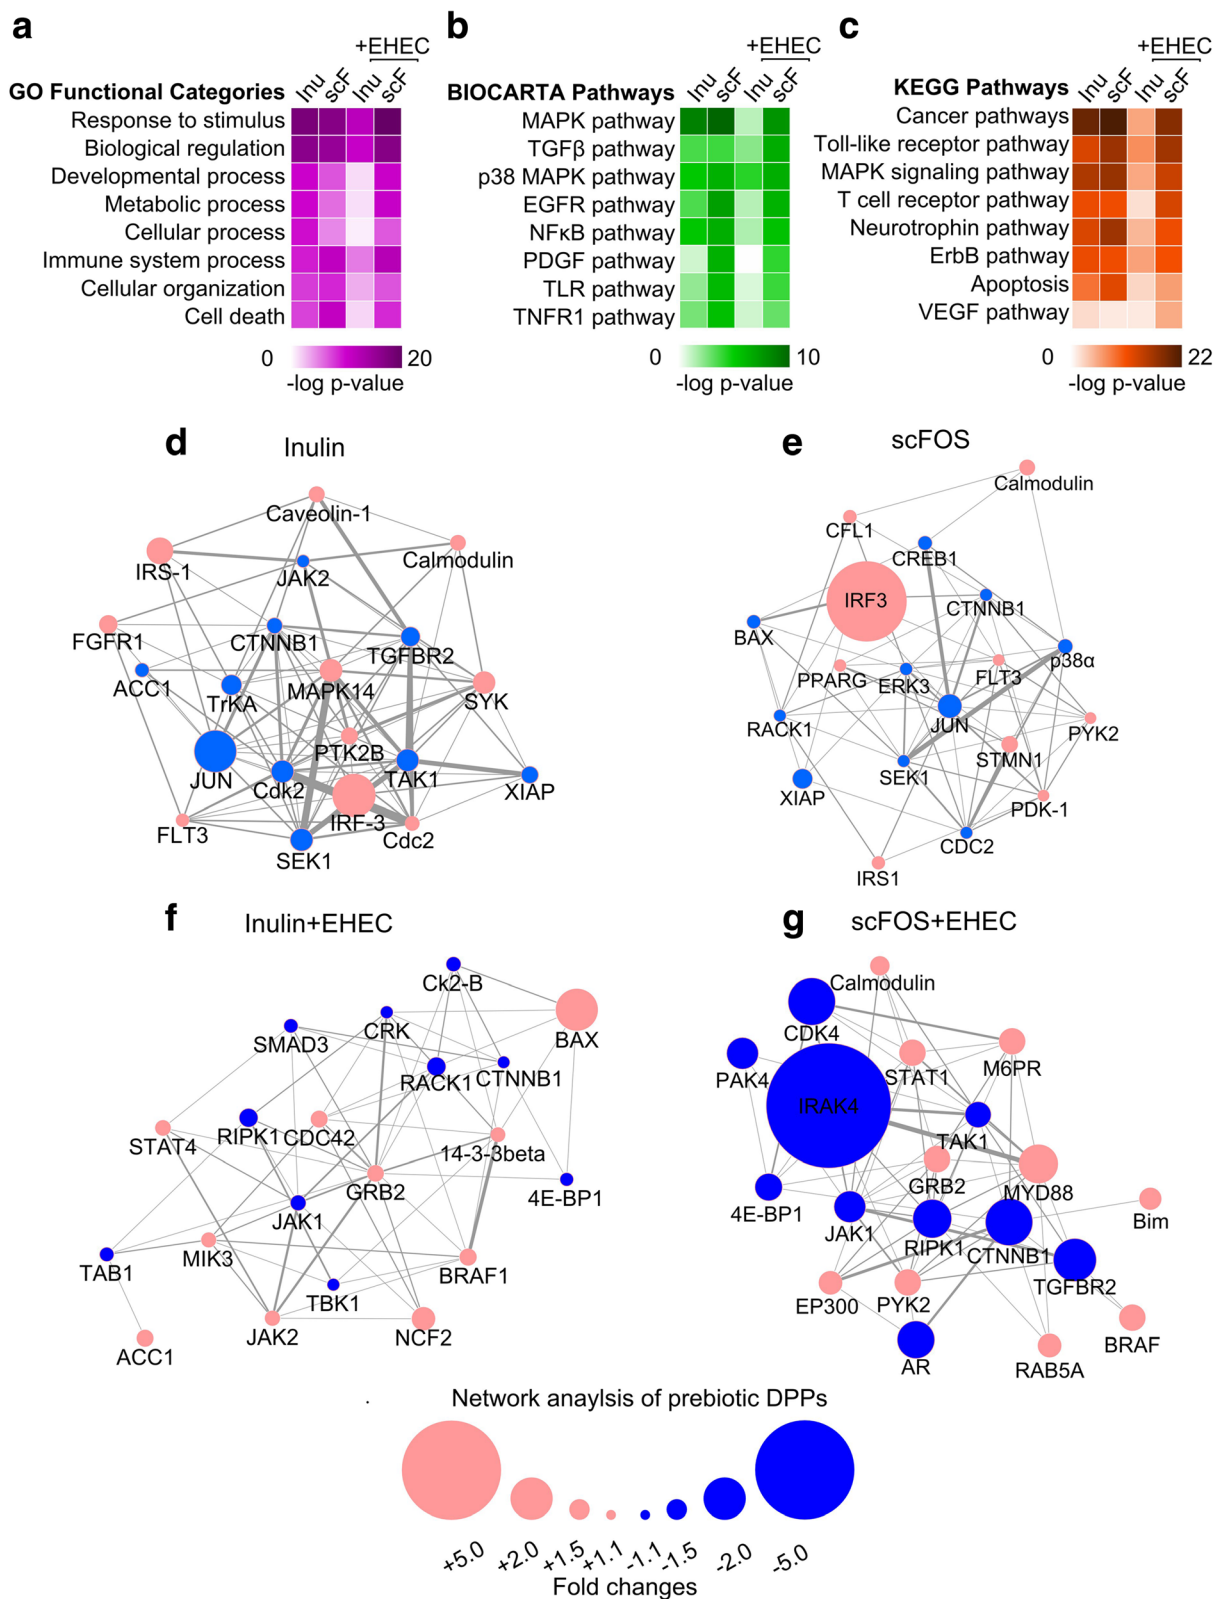 a
+EHEC
GO Functional Categories
Inu
scF
Inu
scF
Response to stimulus
Biological regulation
Developmental process
Metabolic process
Cellular process
Immune system process
Cellular organization
Cell death
0
20
-log p-value
b
+EHEC
BIOCARTA Pathways
Inu
scF
Inu
scF
MAPK pathway
TGFβ pathway
p38 MAPK pathway
EGFR pathway
NFκB pathway
PDGF pathway
TLR pathway
TNFR1 pathway
0
10
-log p-value
c
+EHEC
KEGG Pathways
Inu
scF
Inu
scF
Cancer pathways
Toll-like receptor pathway
MAPK signaling pathway
T cell receptor pathway
Neurotrophin pathway
ErbB pathway
Apoptosis
VEGF pathway
0
22
-log p-value
d
Inulin
Caveolin-1
IRS-1
JAK2
Calmodulin
FGFR1
CTNNB1
TGFBR2
ACC1
TrKA
MAPK14
SYK
PTK2B
JUN
Cdk2
TAK1
XIAP
IRF-3
FLT3
Cdc2
SEK1
e
scFOS
Calmodulin
CFL1
CREB1
IRF3
CTNNB1
BAX
p38α
PPARG
ERK3
FLT3
RACK1
JUN
PYK2
STMN1
SEK1
XIAP
PDK-1
CDC2
IRS1
f
Inulin+EHEC
Ck2-B
BAX
CRK
SMAD3
RACK1
CTNNB1
STAT4
RIPK1
CDC42
14-3-3beta
GRB2
4E-BP1
JAK1
MIK3
TAB1
BRAF1
TBK1
JAK2
NCF2
ACC1
g
scFOS+EHEC
Calmodulin
CDK4
PAK4
STAT1
M6PR
IRAK4
TAK1
GRB2
MYD88
4E-BP1
JAK1
RIPK1
CTNNB1
Bim
TGFBR2
EP300
PYK2
BRAF
AR
RAB5A
Network anaylsis of prebiotic DPPs
+5.0
+2.0
+1.5
+1.1
-1.1
-1.5
-2.0
-5.0
Fold changes